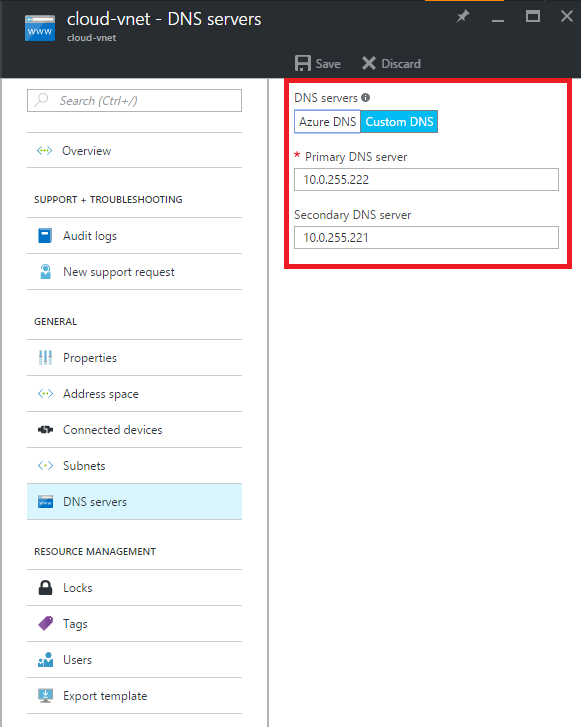 cloud-vnet - DNS servers
cloud-vnet
www
Save Discard
Search (Ctrl+/)
Overview
SUPPORT + TROUBLESHOOTING
Audit logs
New support request
GENERAL
Properties
Address space
Connected devices
Subnets
www
DNS servers
RESOURCE MANAGEMENT
Locks
Tags
Users
Export template
DNS servers
Azure DNS Custom DNS
* Primary DNS server
10.0.255.222
Secondary DNS server
10.0.255.221